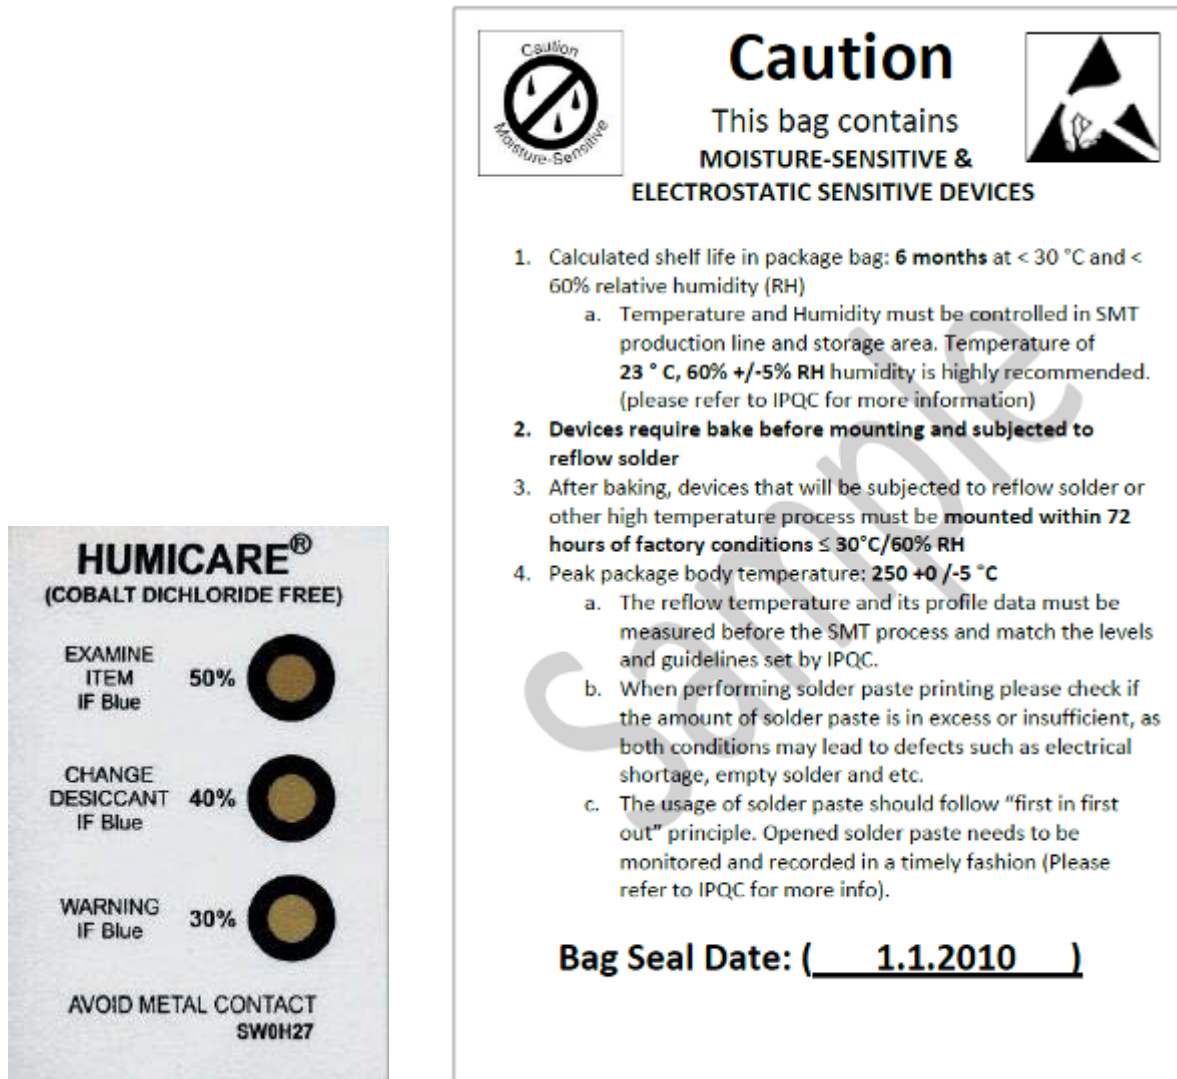 HUMICARE®
(COBALT DICHLORIDE FREE)
EXAMINE
ITEM
IF Blue
50%
CHANGE
DESICCANT
IF Blue
40%
WARNING
IF Blue
30%
AVOID METAL CONTACT
SW0H27
Caution
Moisture-Sensitive
Caution
This bag contains
MOISTURE-SENSITIVE &
ELECTROSTATIC SENSITIVE DEVICES
1. Calculated shelf life in package bag: 6 months at < 30 °C and <
60% relative humidity (RH)
a. Temperature and Humidity must be controlled in SMT
production line and storage area. Temperature of
23 ° C, 60% +/-5% RH humidity is highly recommended.
(please refer to IPQC for more information)
2. Devices require bake before mounting and subjected to
reflow solder
3. After baking, devices that will be subjected to reflow solder or
other high temperature process must be mounted within 72
hours of factory conditions ≤ 30°C/60% RH
4. Peak package body temperature: 250 +0 /-5 °C
a. The reflow temperature and its profile data must be
measured before the SMT process and match the levels
and guidelines set by IPQC.
b. When performing solder paste printing please check if
the amount of solder paste is in excess or insufficient, as
both conditions may lead to defects such as electrical
shortage, empty solder and etc.
c. The usage of solder paste should follow “first in first
out” principle. Opened solder paste needs to be
monitored and recorded in a timely fashion (Please
refer to IPQC for more info).
Bag Seal Date: ( 1.1.2010 )
Sample